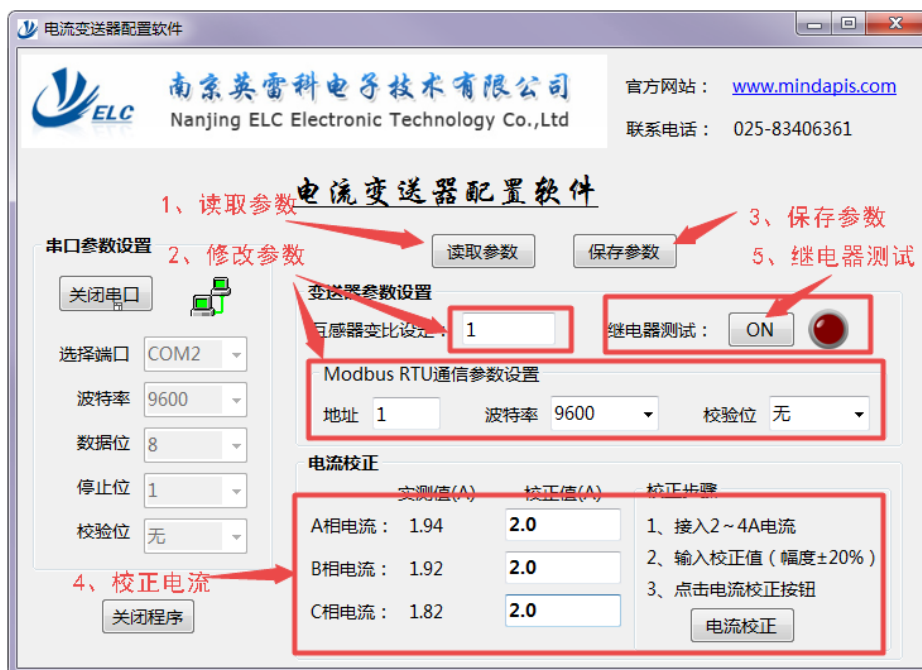 电流变送器配置软件
ELC
南京英雷科电子技术有限公司
Nanjing ELC Electronic Technology Co.,Ltd
官方网站： www.mindapis.com
联系电话： 025-83406361
电流变送器配置软件
1、读取参数
2、修改参数
3、保存参数
5、继电器测试
读取参数
保存参数
串口参数设置
关闭串口
选择端口 COM2
波特率 9600
数据位 8
停止位 1
校验位 无
4、校正电流
关闭程序
变送器参数设置
互感器变比设定： 1
继电器测试： ON
Modbus RTU通信参数设置
地址 1 波特率 9600 校验位 无
电流校正
实测值(A) 校正值(A)
A相电流： 1.94 2.0
B相电流： 1.92 2.0
C相电流： 1.82 2.0
校正步骤
1、接入2～4A电流
2、输入校正值（幅度±20%）
3、点击电流校正按钮
电流校正